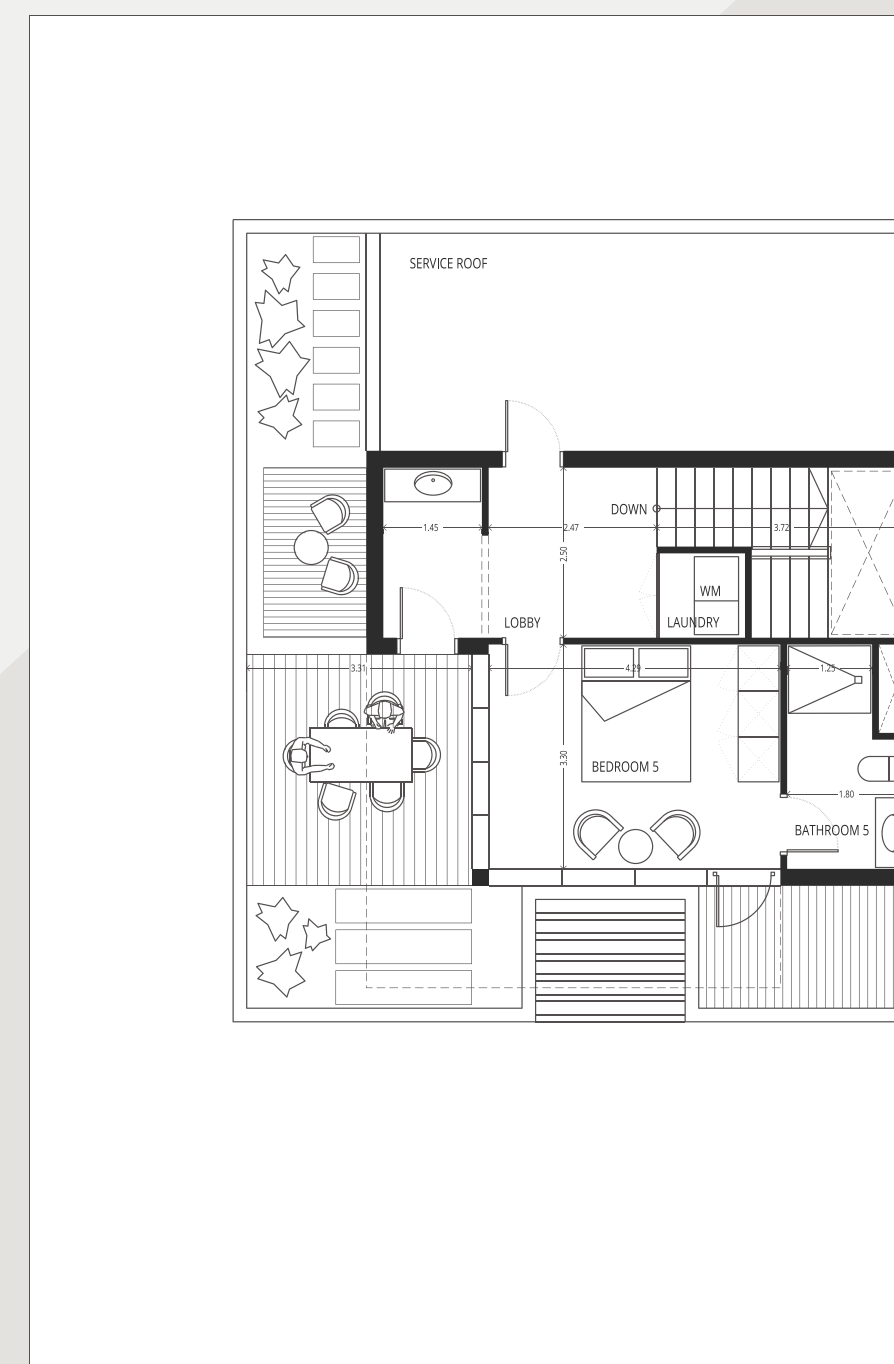 SERVICE ROOF
DOWN
1.45
2.47
3.72
2.50
WM
LOBBY
LAUNDRY
3.31
4.29
1.25
3.30
BEDROOM 5
1.80
BATHROOM 5